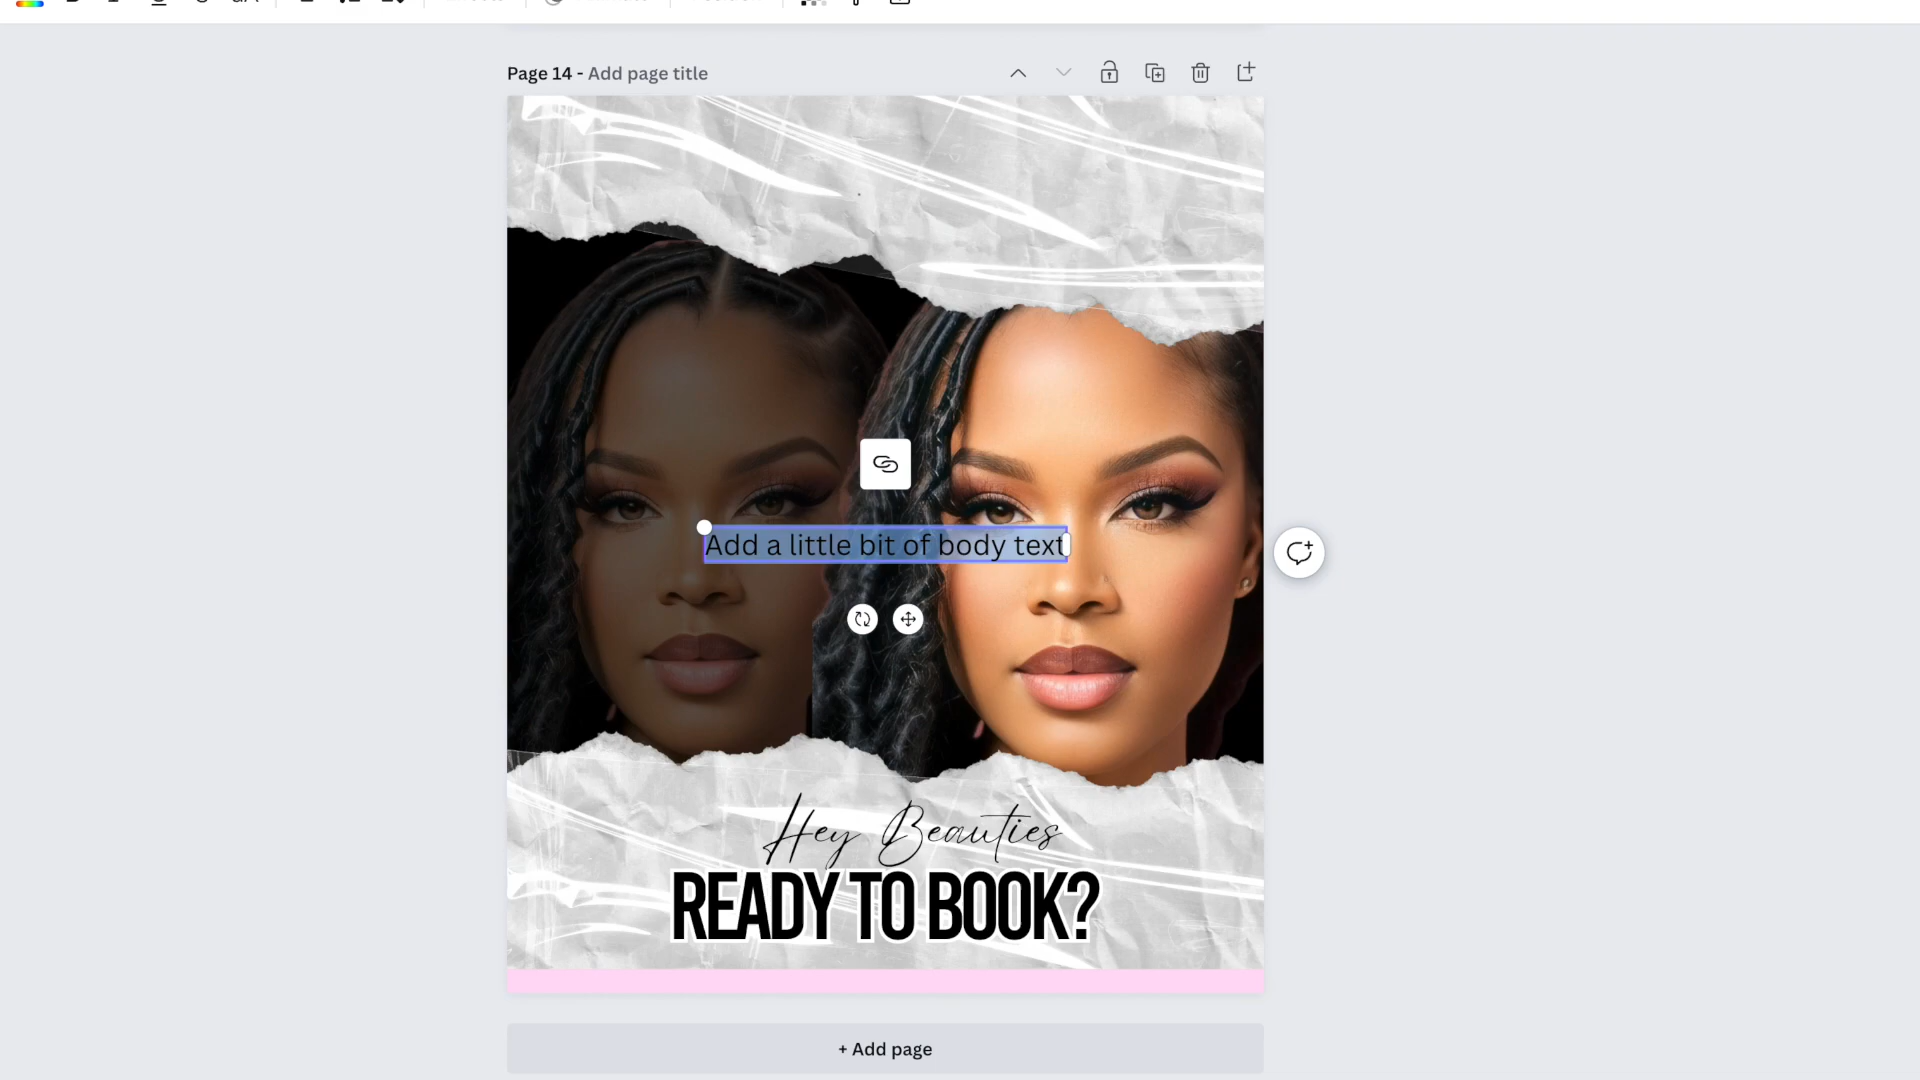 Page 14 - Add page title
Add a little bit of body text
Hey Beauties
READY TO BOOK?
+ Add page